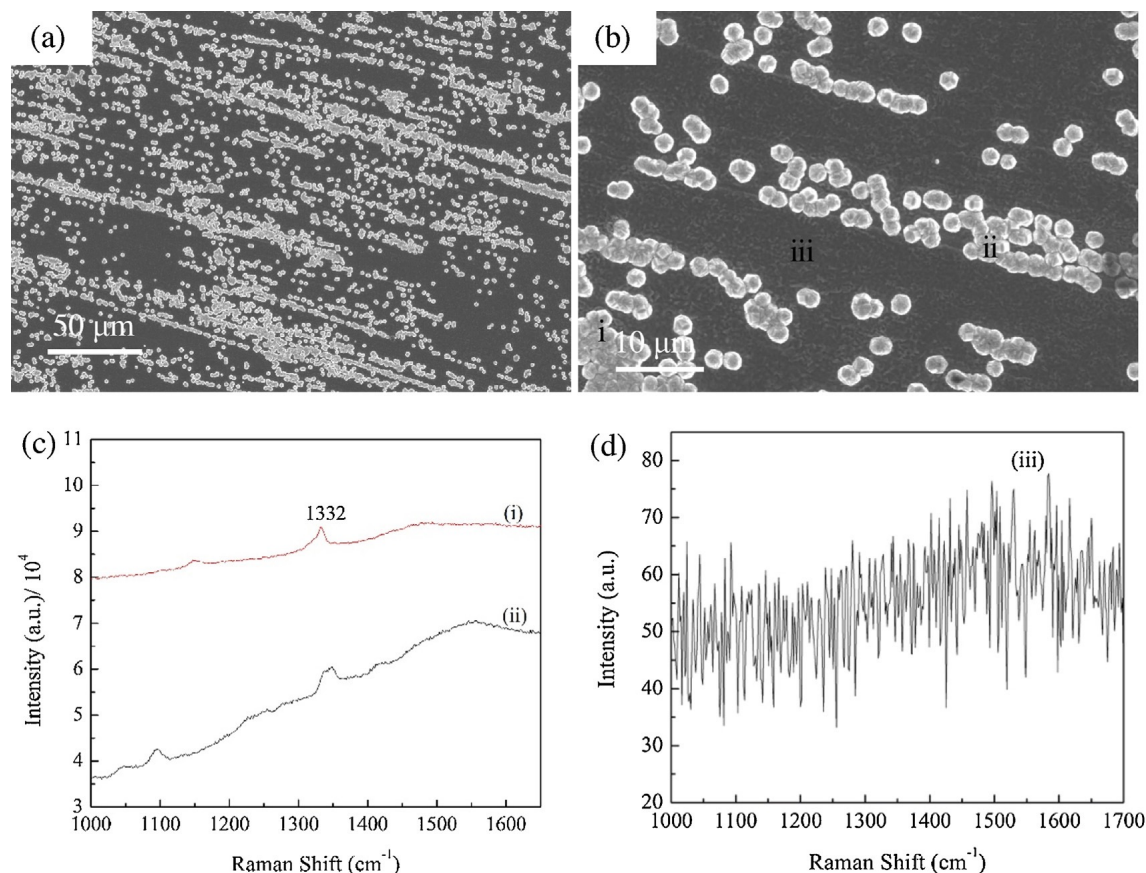 (a)
(b)
50 μm
iii
ii
i
10 μm
(c)
(d)
11
10
9
8
7
6
5
4
3
Intensity (a.u.)/ 10⁴
1332
(i)
(ii)
1000 1100 1200 1300 1400 1500 1600
Raman Shift (cm⁻¹)
80
70
60
50
40
30
20
Intensity (a.u.)
(iii)
1000 1100 1200 1300 1400 1500 1600 1700
Raman Shift (cm⁻¹)